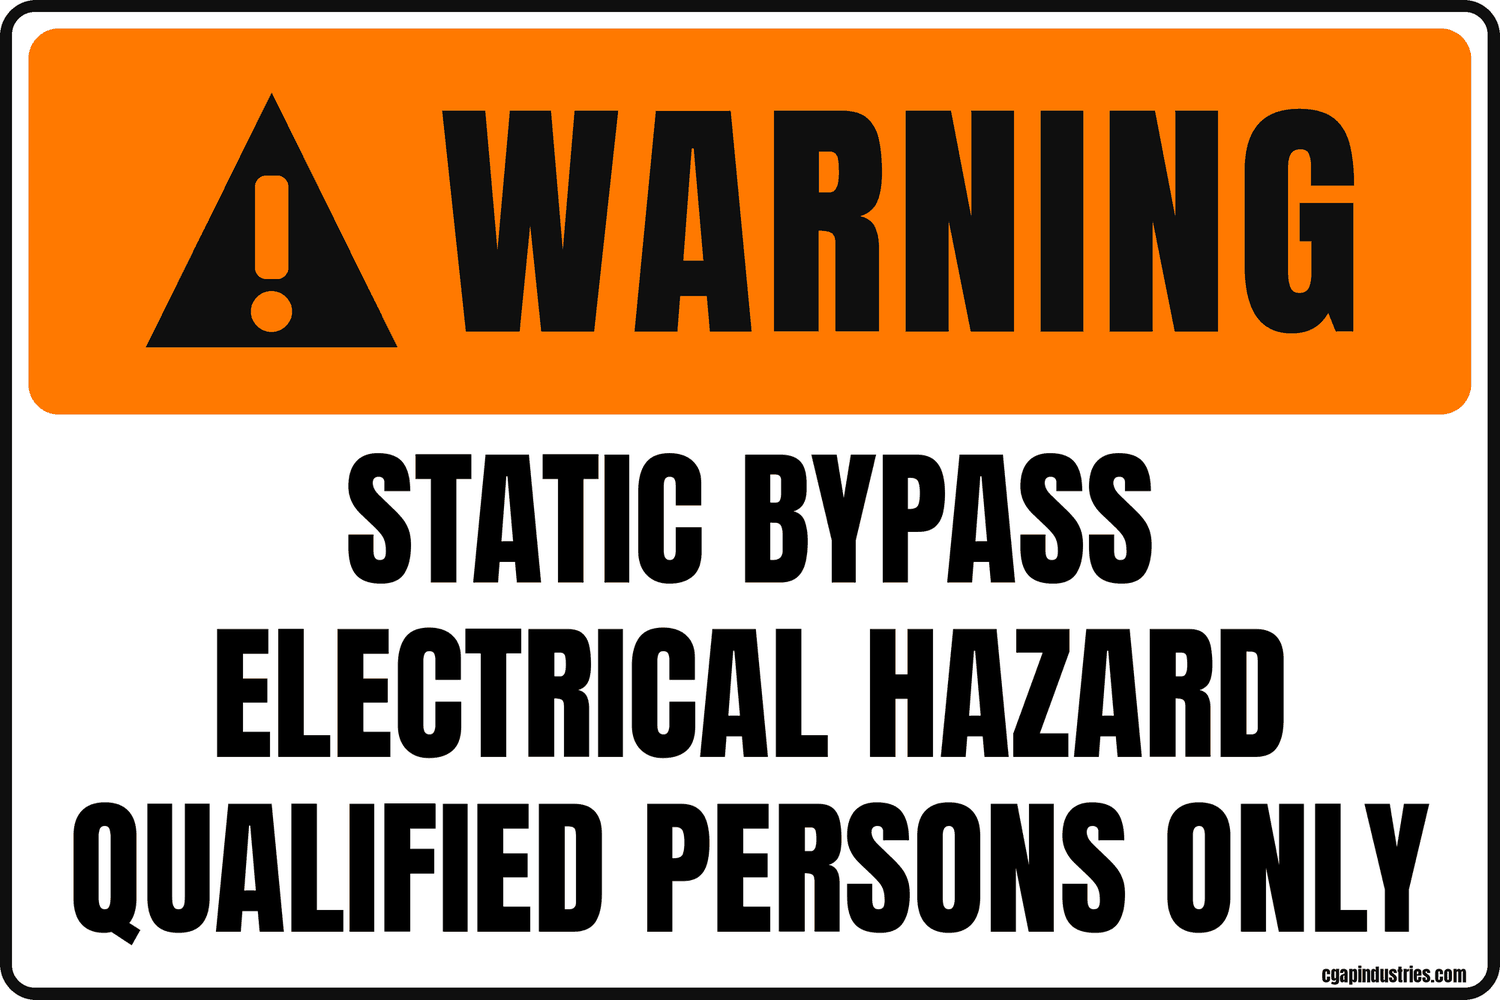 WARNING
STATIC BYPASS
ELECTRICAL HAZARD
QUALIFIED PERSONS ONLY
cgapindustries.com